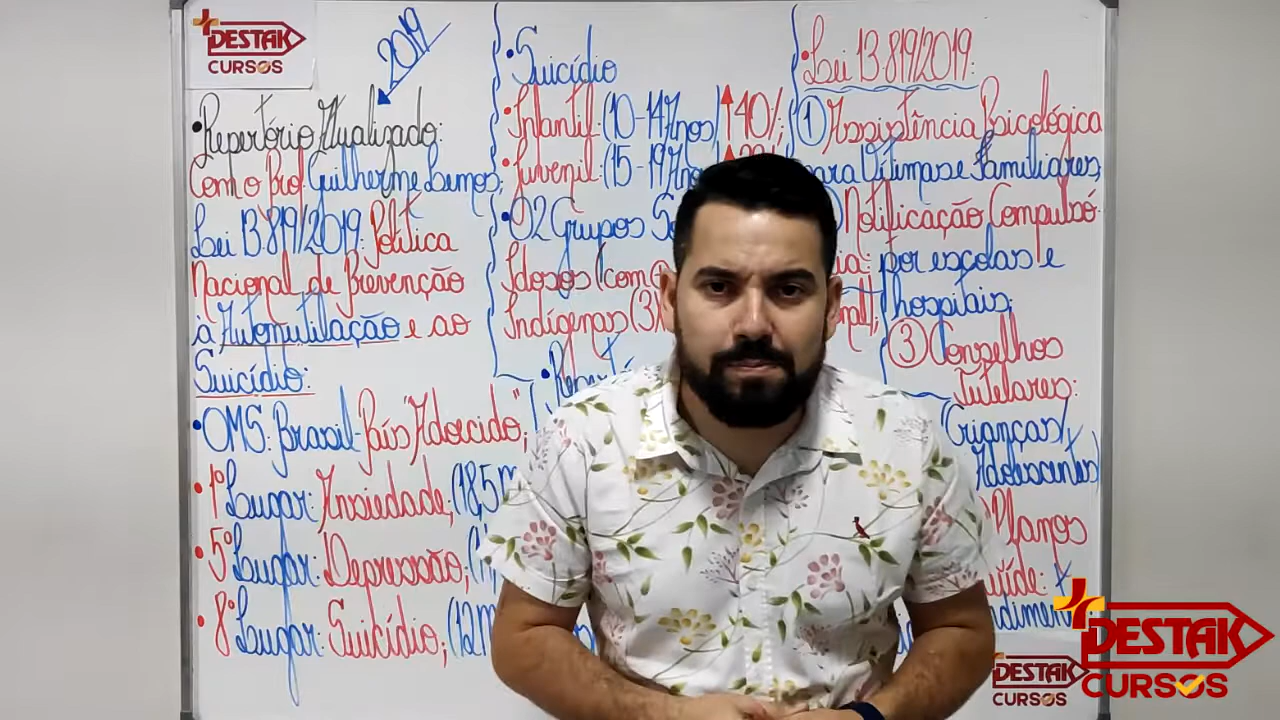 DESTAK
CURSOS
2019
• Repertório Atualizado:
Com o Prof. Guilherme Lemos;
Lei 13.819/2019: Política
Nacional de Prevenção
à Automutilação e ao
Suicídio:
• OMS: Brasil - País "Adoecido";
• 1º Lugar: Ansiedade; (18,5
• 5º Lugar: Depressão; (
• 8º Lugar: Suicídio; (12
• Suicídio
• Infantil: (10-14 Anos) ↑40%;
• Juvenil: (15-19 Anos
• 02 Grupos
Idosos (com
Indígenas (3
• Lei 13.819/2019:
① Assistência Psicológica
para Vítimas e Familiares;
Notificação Compulsó-
ria: por escolas e
hospitais;
③ Conselhos
Tutelares:
(Crianças/
Adolescentes)
Planos
DESTAK
CURSOS
DESTAK
CURSOS